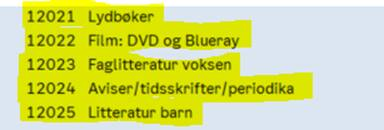 12021 Lydbøker
12022 Film: DVD og Blueray
12023 Faglitteratur voksen
12024 Aviser/tidsskrifter/periodika
12025 Litteratur barn